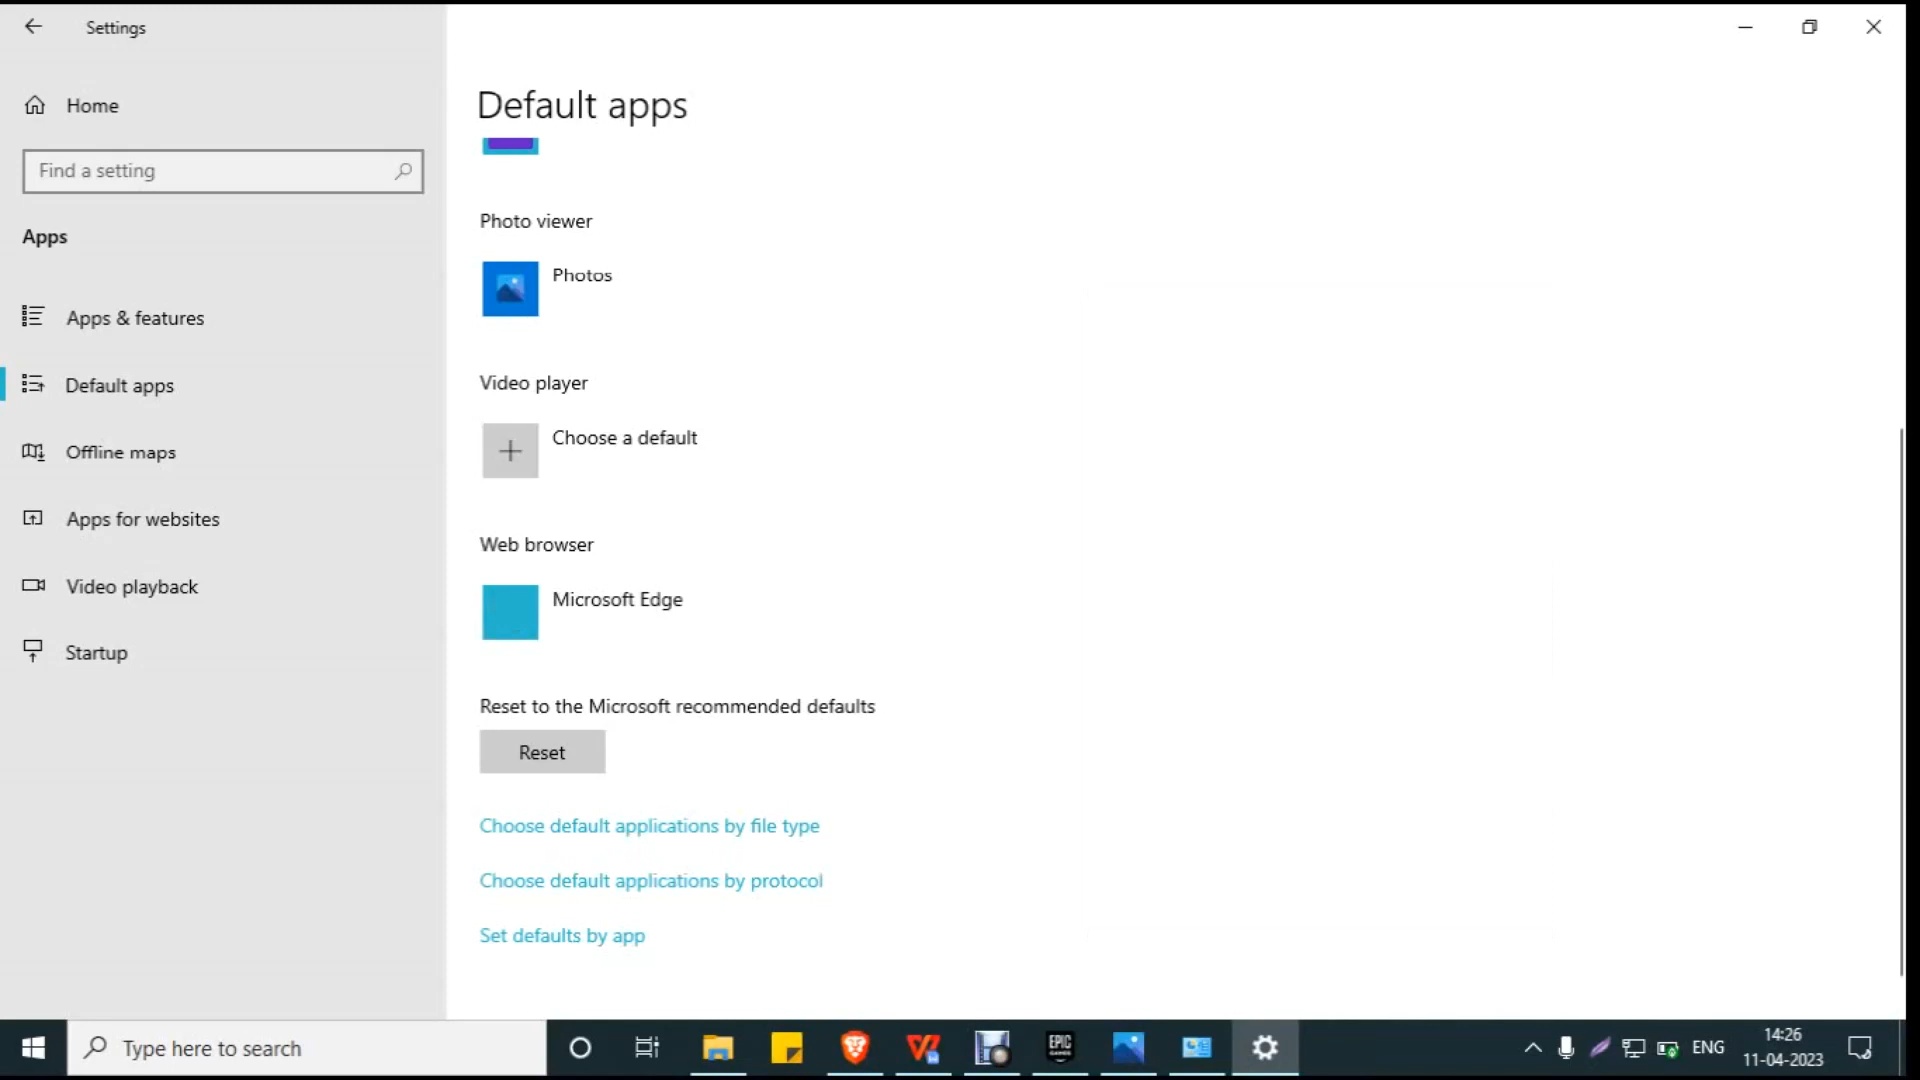 Settings
Home
Find a setting
Apps
Apps & features
Default apps
Offline maps
Apps for websites
Video playback
Startup
Default apps
Photo viewer
Photos
Video player
Choose a default
Web browser
Microsoft Edge
Reset to the Microsoft recommended defaults
Reset
Choose default applications by file type
Choose default applications by protocol
Set defaults by app
Type here to search
EPIC
GAMES
ENG
14:26
11-04-2023